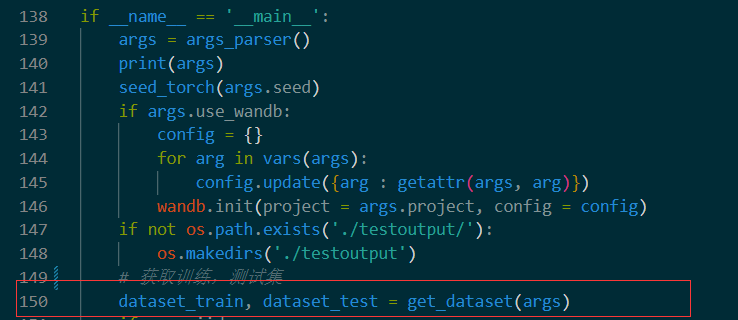 138 if __name__ == '__main__':
139 args = args_parser()
140 print(args)
141 seed_torch(args.seed)
142 if args.use_wandb:
143 config = {}
144 for arg in vars(args):
145 config.update({arg : getattr(args, arg)})
146 wandb.init(project = args.project, config = config)
147 if not os.path.exists('./testoutput/'):
148 os.makedirs('./testoutput')
149 # 获取训练，测试集
150 dataset_train, dataset_test = get_dataset(args)